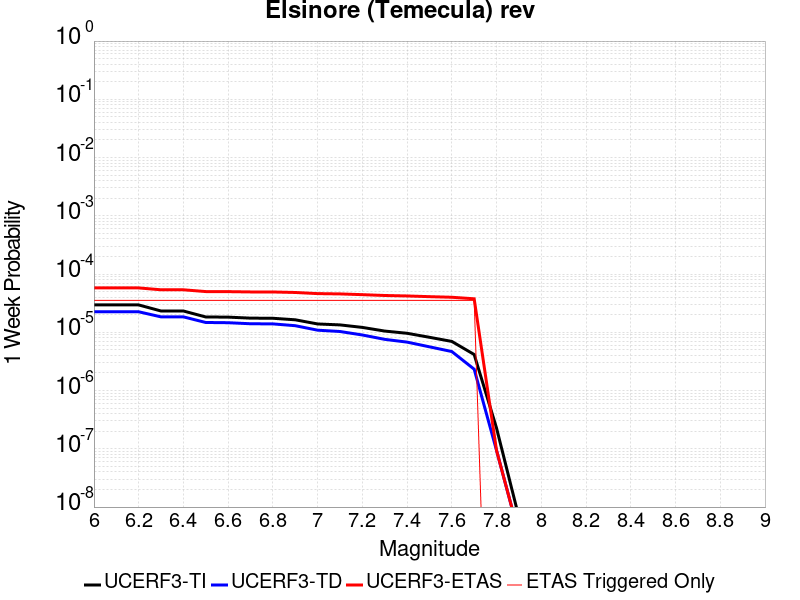 Elsinore (Temecula) rev
10^0
10^-1
10^-2
10^-3
10^-4
10^-5
10^-6
10^-7
10^-8
1 Week Probability
6 6.2 6.4 6.6 6.8 7 7.2 7.4 7.6 7.8 8 8.2 8.4 8.6 8.8 9
Magnitude
UCERF3-TI UCERF3-TD UCERF3-ETAS ETAS Triggered Only